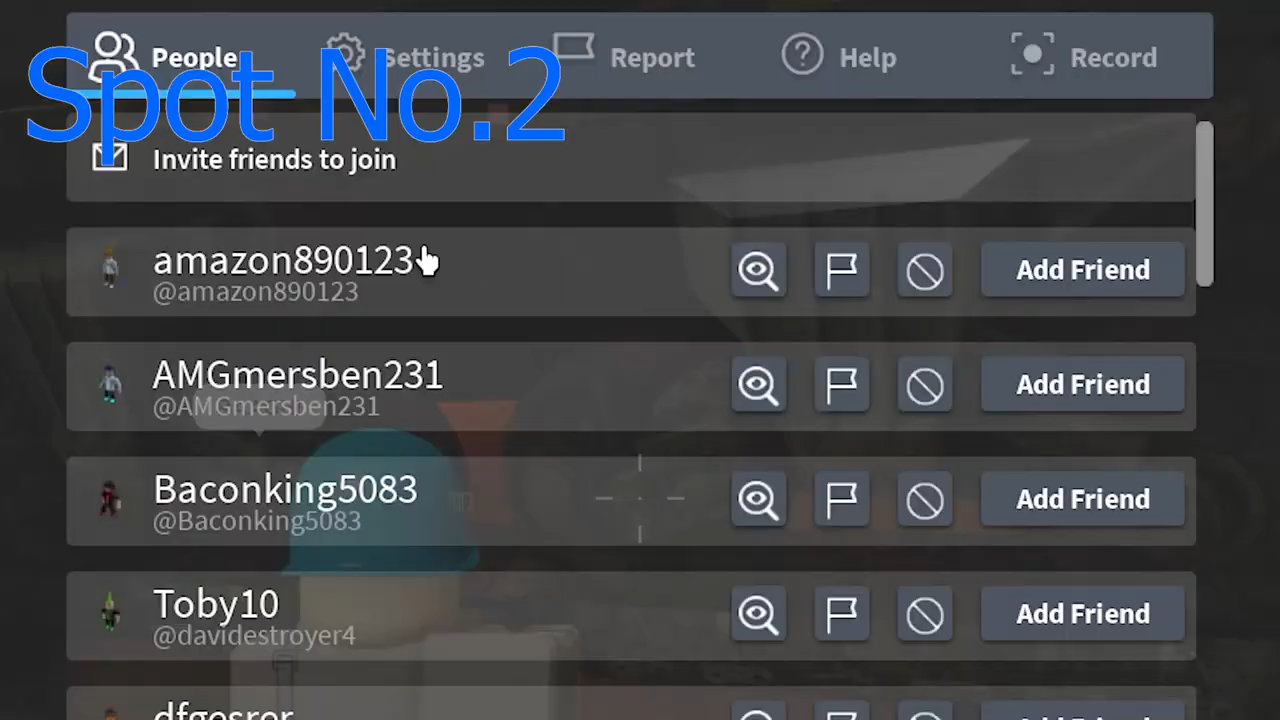 People Settings Report Help Record
Spot No.2
Invite friends to join
amazon890123
@amazon890123
Add Friend
AMGmersben231
@AMGmersben231
Add Friend
Baconking5083
@Baconking5083
Add Friend
Toby10
@davidestroyer4
Add Friend
dfgesrer